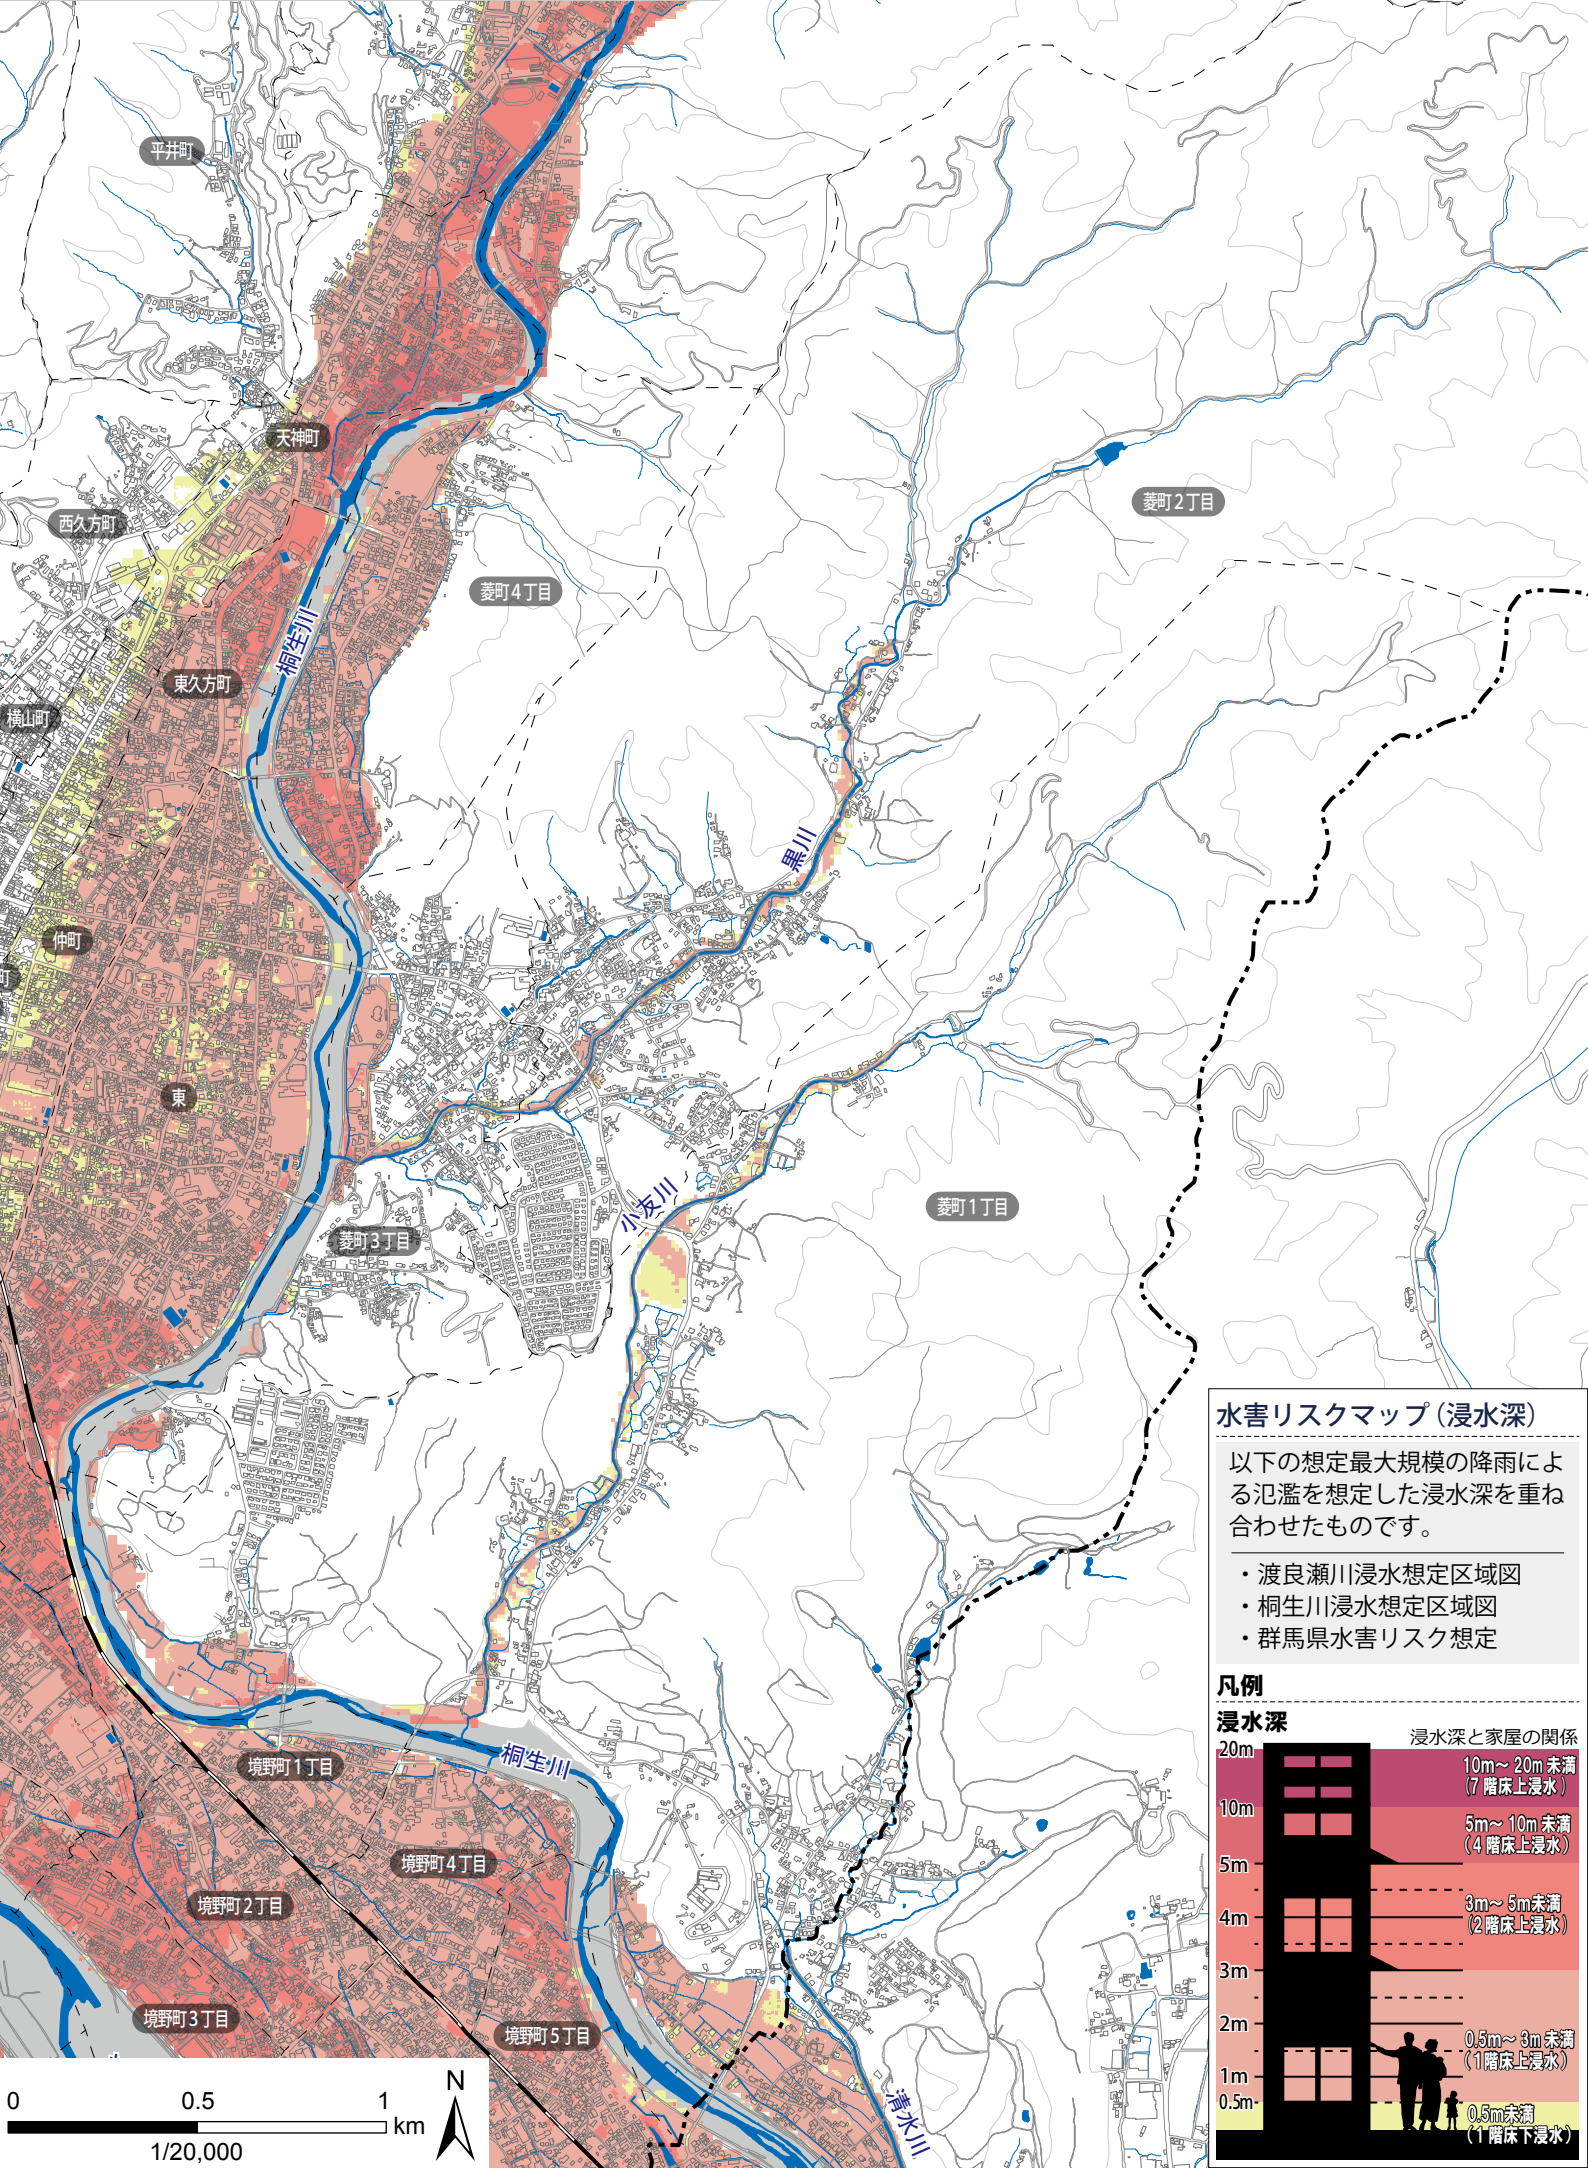 平井町
天神町
西久方町
菱町2丁目
菱町4丁目
桐生川
東久方町
横山町
黒川
仲町
町
東
小友川
菱町1丁目
菱町3丁目
桐生川
境野町1丁目
境野町4丁目
境野町2丁目
境野町3丁目
境野町5丁目
清水川
0 0.5 1
km
1/20,000
N
水害リスクマップ（浸水深）
以下の想定最大規模の降雨によ
る氾濫を想定した浸水深を重ね
合わせたものです。
・渡良瀬川浸水想定区域図
・桐生川浸水想定区域図
・群馬県水害リスク想定
凡例
浸水深
浸水深と家屋の関係
20m
10m～20m未満
(7階床上浸水)
10m
5m～10m未満
(4階床上浸水)
5m
3m～5m未満
(2階床上浸水)
4m
3m
2m
0.5m～3m未満
(1階床上浸水)
1m
0.5m
0.5m未満
(1階床下浸水)